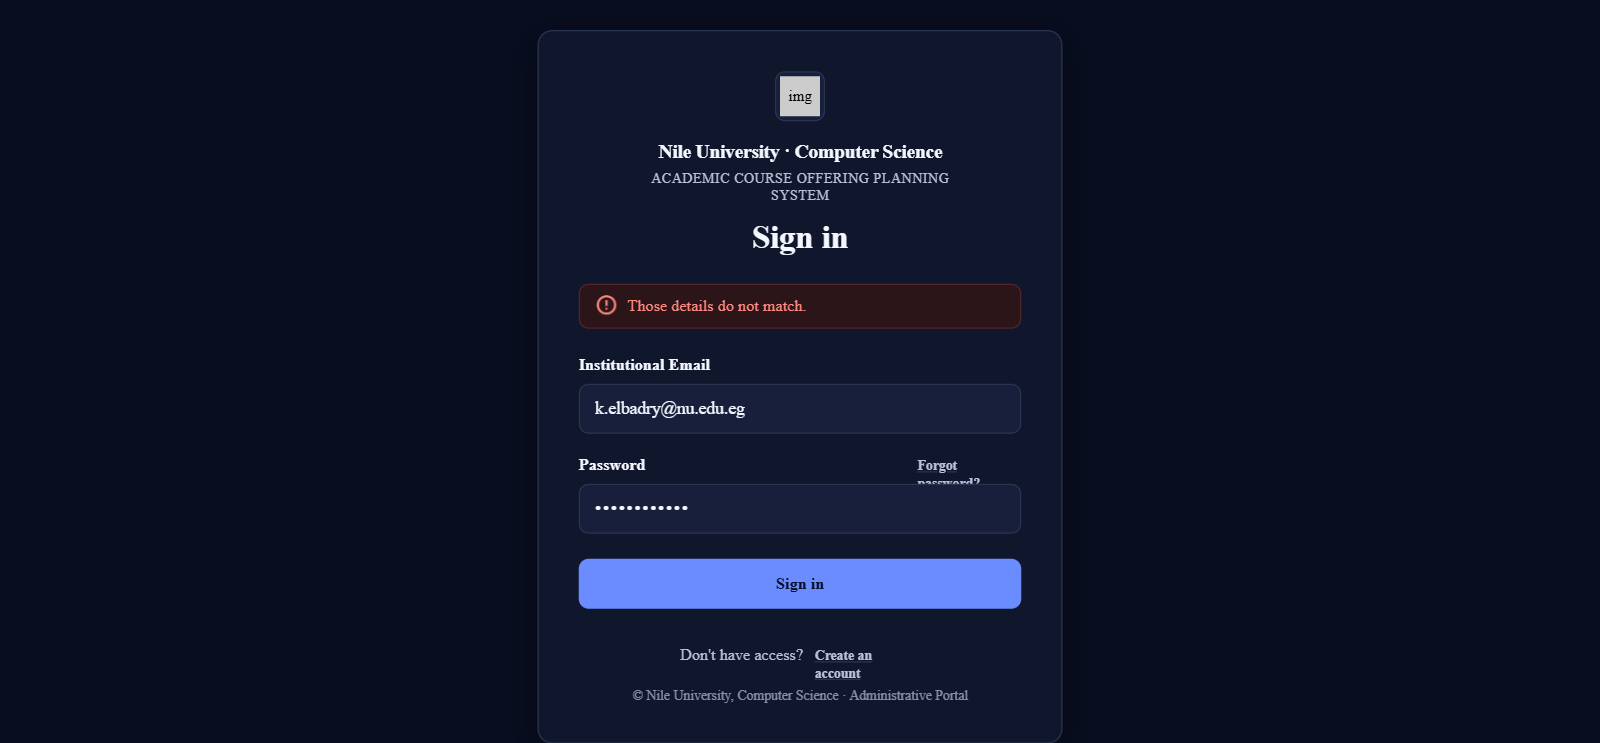 img
Nile University · Computer Science
ACADEMIC COURSE OFFERING PLANNING
SYSTEM
Sign in
Those details do not match.
Institutional Email
k.elbadry@nu.edu.eg
Password
Forgot
password?
••••••••••••
Sign in
Don't have access? Create an
account
© Nile University, Computer Science · Administrative Portal